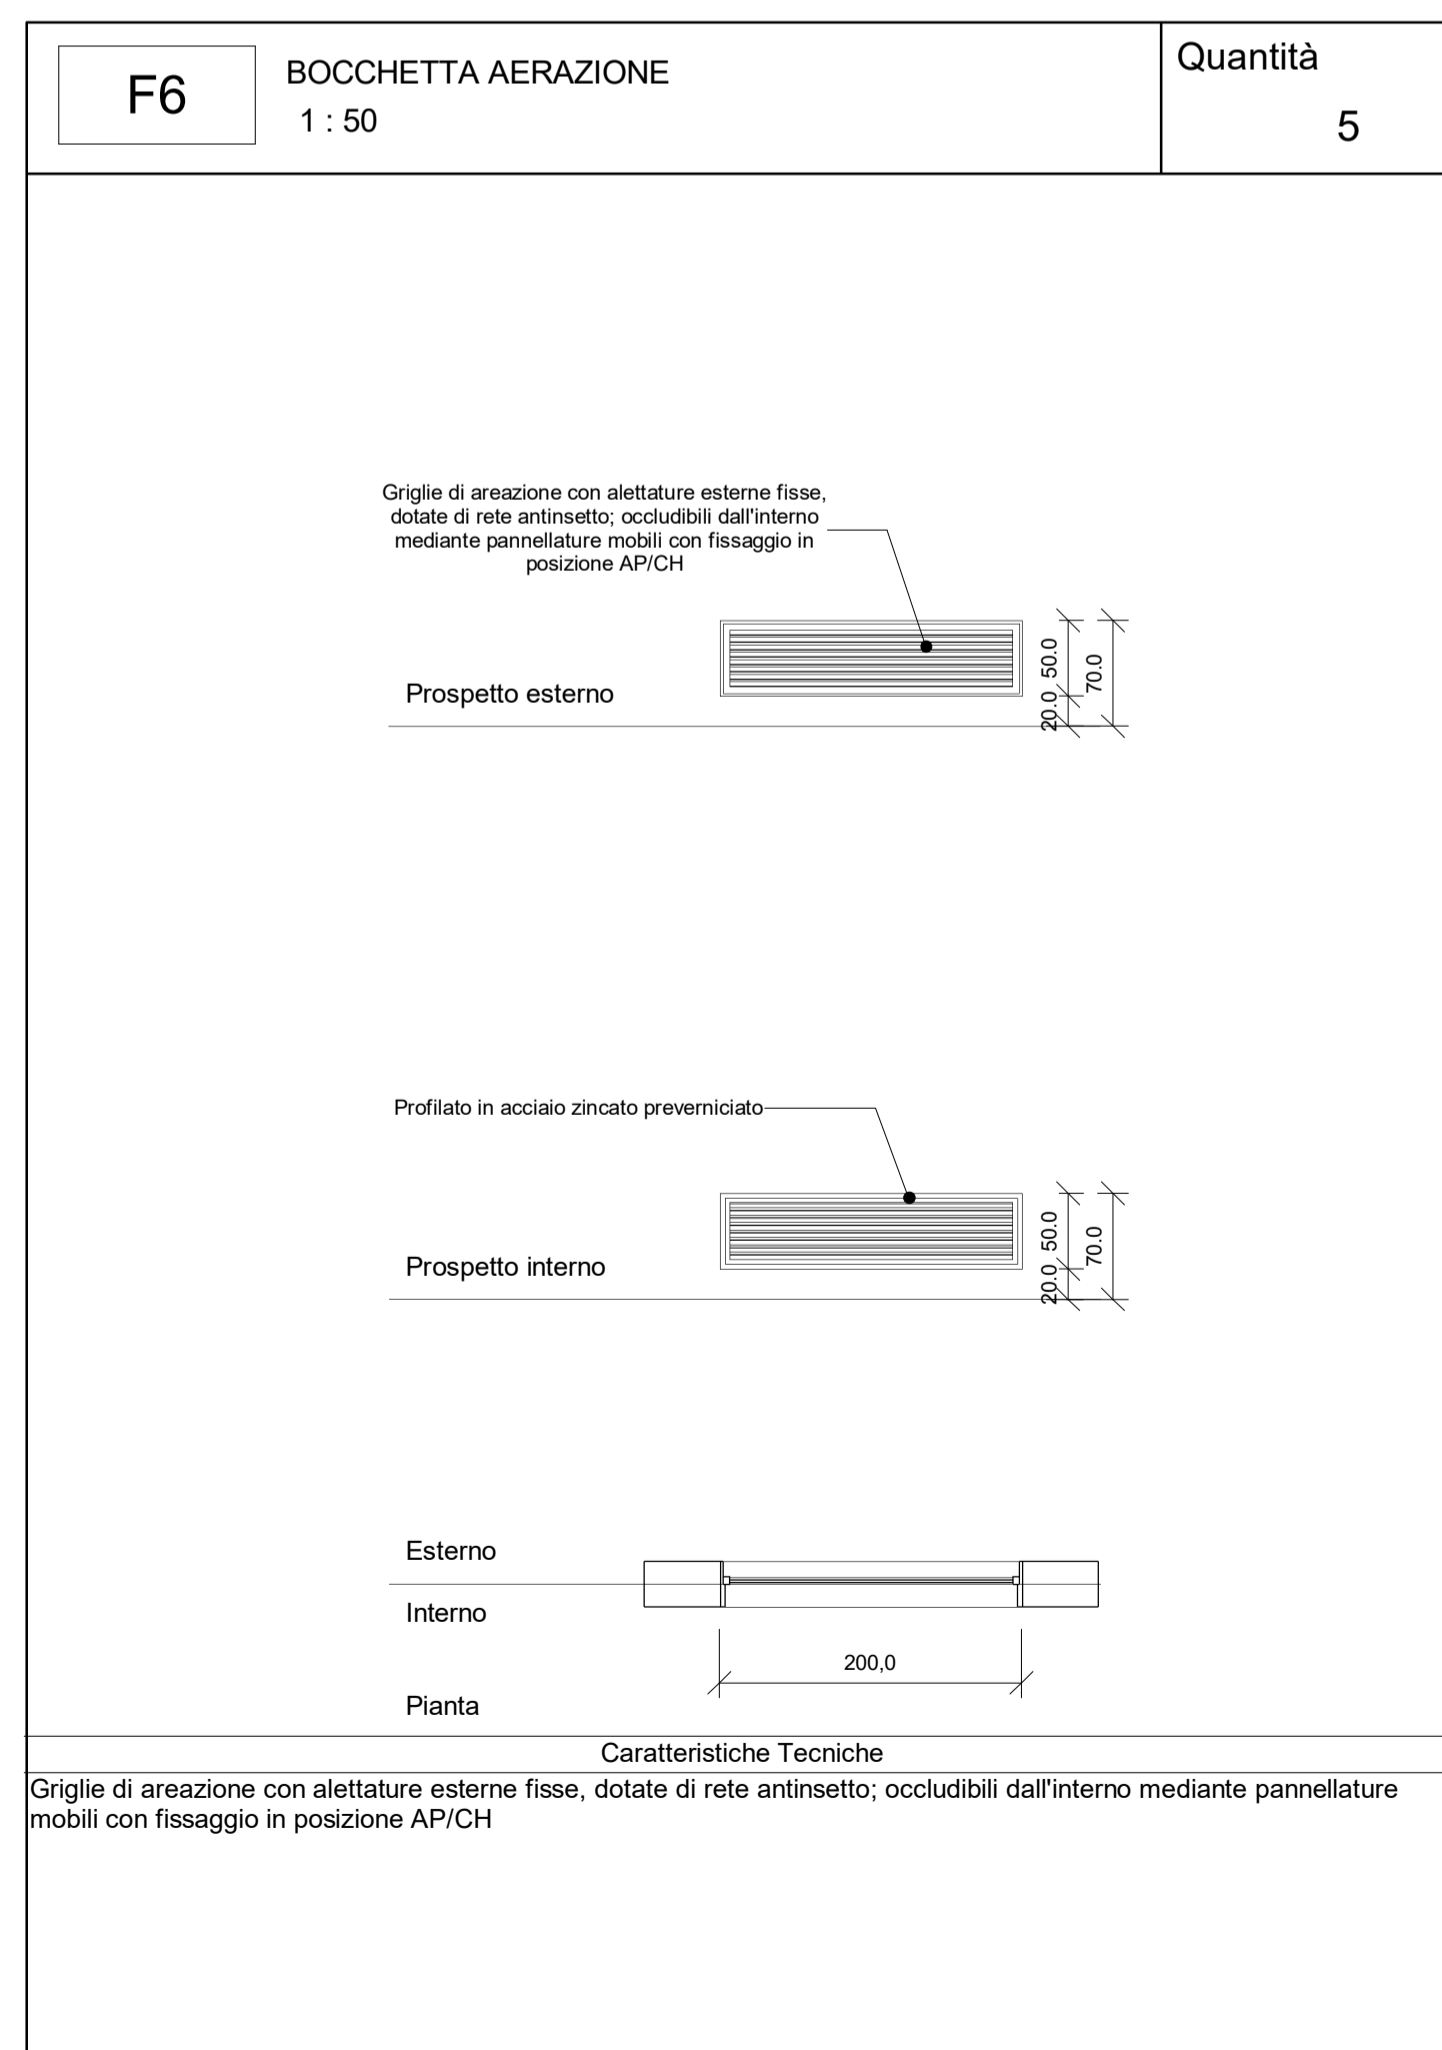 F6
BOCCHETTA AERAZIONE
1 : 50
Quantità
5
Griglie di areazione con alettature esterne fisse,
dotate di rete antinsetto; occludibili dall'interno
mediante pannellature mobili con fissaggio in
posizione AP/CH
50.0
70.0
20.0
Prospetto esterno
Profilato in acciaio zincato preverniciato
50.0
70.0
20.0
Prospetto interno
Esterno
Interno
200,0
Pianta
Caratteristiche Tecniche
Griglie di areazione con alettature esterne fisse, dotate di rete antinsetto; occludibili dall'interno mediante pannellature
mobili con fissaggio in posizione AP/CH